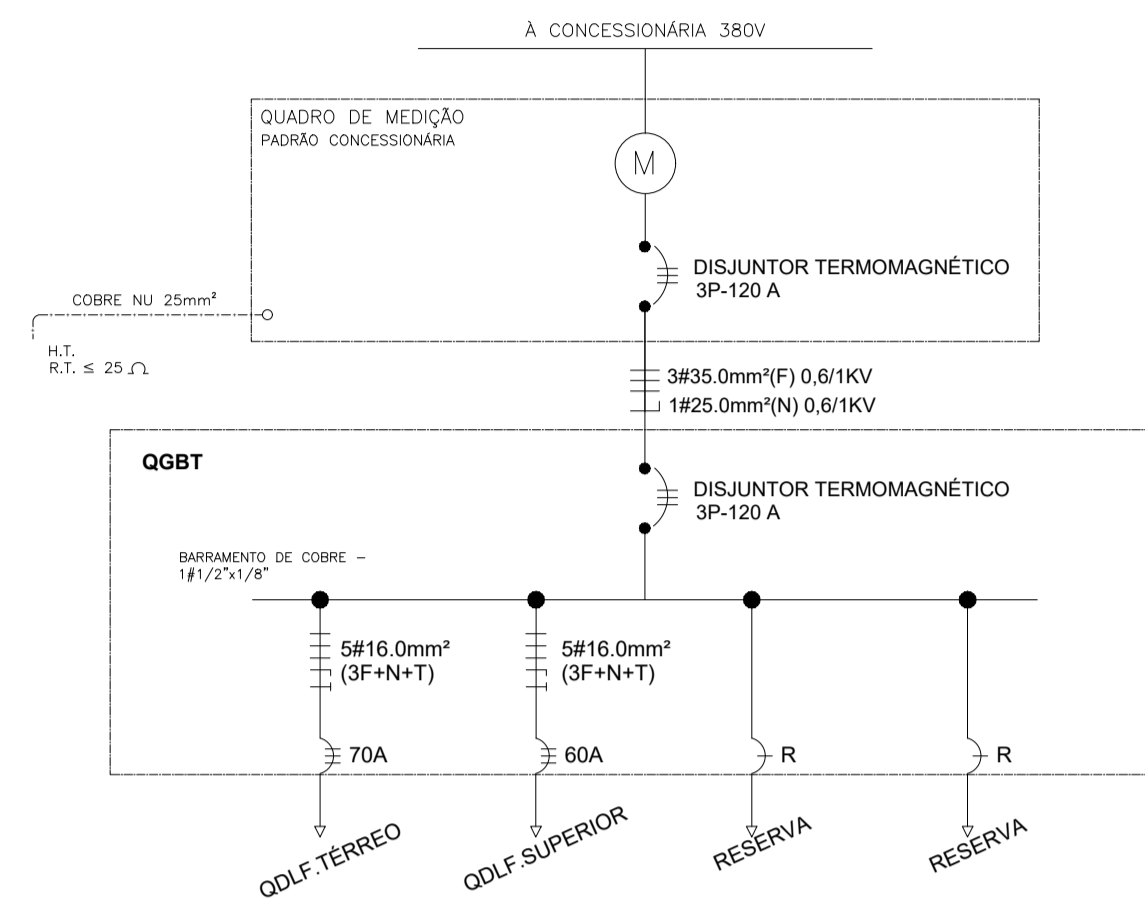 À CONCESSIONÁRIA 380V
QUADRO DE MEDIÇÃO
PADRÃO CONCESSIONÁRIA
M
DISJUNTOR TERMOMAGNÉTICO
3P-120 A
COBRE NU 25mm²
H.T.
R.T. ≤ 25 Ω
3#35.0mm²(F) 0,6/1KV
1#25.0mm²(N) 0,6/1KV
QGBT
DISJUNTOR TERMOMAGNÉTICO
3P-120 A
BARRAMENTO DE COBRE –
1#1/2"x1/8"
5#16.0mm²
(3F+N+T)
5#16.0mm²
(3F+N+T)
70A
60A
R
R
QDLF.TÉRREO
QDLF.SUPERIOR
RESERVA
RESERVA